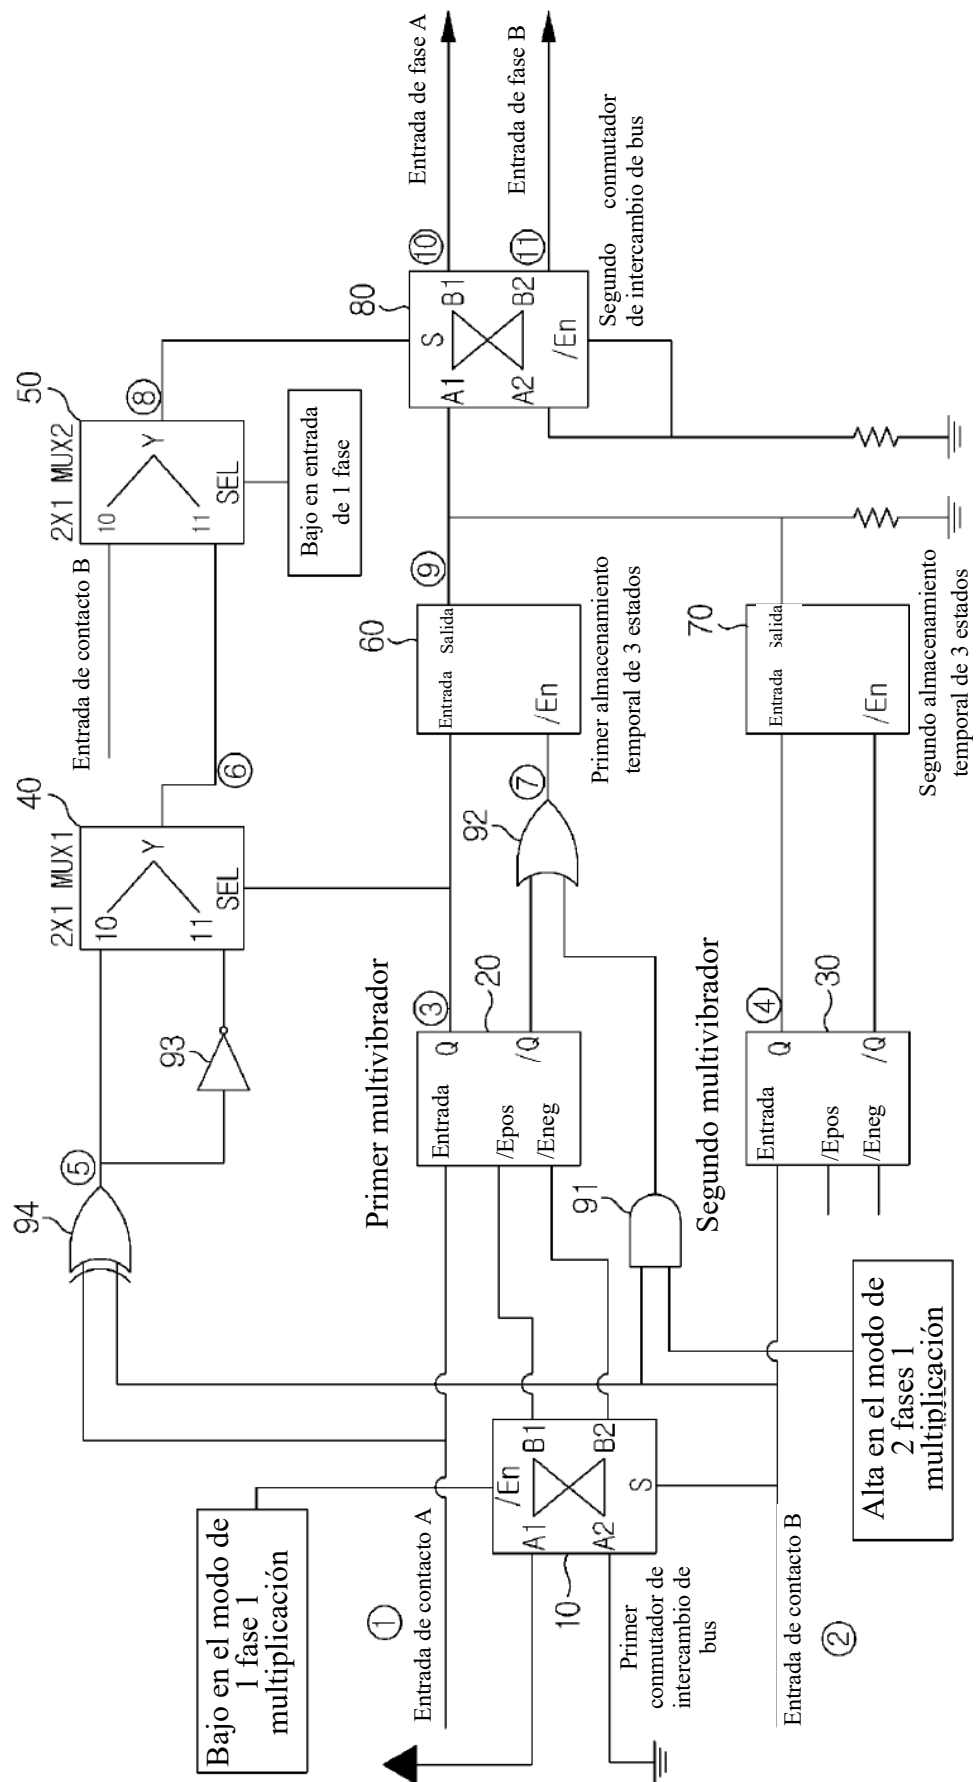 Bajo en el modo de
1 fase 1
multiplicación
①
Entrada de contacto A
/En
A1
B1
A2
B2
S
10
Primer
conmutador de
intercambio de
bus
Entrada de contacto B
②
Alta en el modo de
2 fases 1
multiplicación
94
⑤
93
Primer multivibrador
Entrada
Q
/Epos
/Eneg
/Q
③
20
91
Segundo multivibrador
Entrada
Q
/Epos
/Eneg
/Q
④
30
2X1 MUX1
40
10
11
Y
SEL
⑥
92
⑦
Entrada de contacto B
2X1 MUX2
50
10
11
Y
SEL
⑧
Bajo en entrada
de 1 fase
60
Entrada
Salida
/En
⑨
Primer almacenamiento
temporal de 3 estados
70
Entrada
Salida
/En
Segundo almacenamiento
temporal de 3 estados
80
S
A1
B1
A2
B2
/En
⑩
⑪
Entrada de fase A
Entrada de fase B
Segundo conmutador
de intercambio de bus